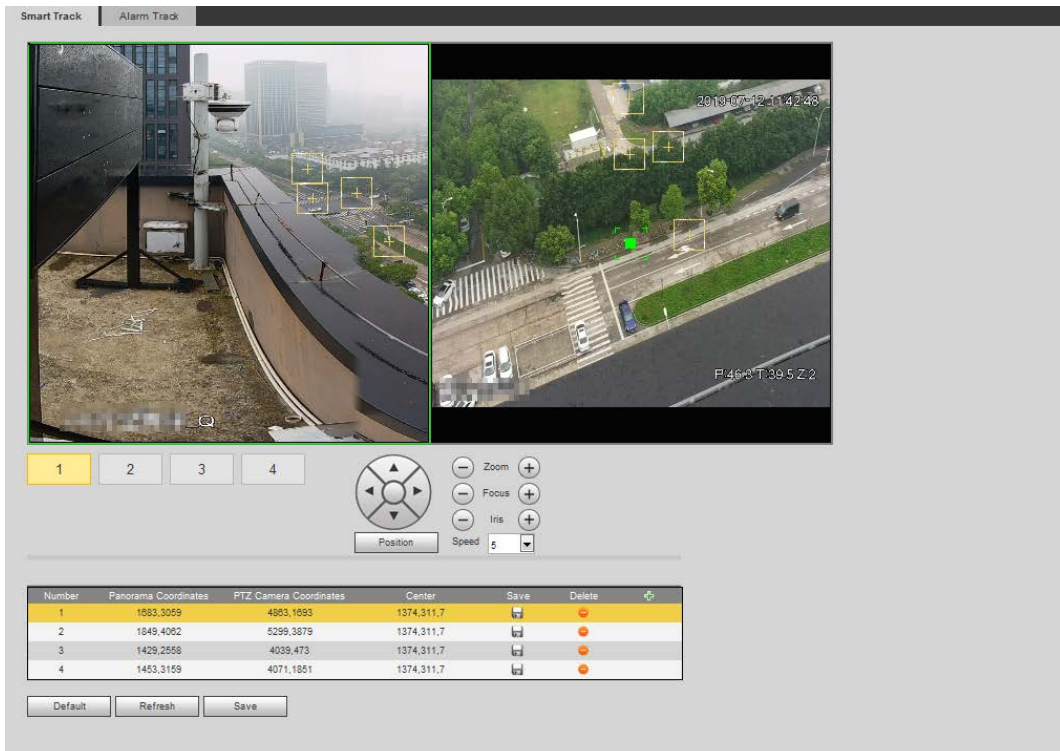 Smart Track Alarm Track
2019-07-12 11:42:48
P:46.3 T:39.5 Z:2
Q
1 2 3 4
Zoom
Focus
Iris
Position Speed 5
Number Panorama Coordinates PTZ Camera Coordinates Center Save Delete
1 1683,3059 4863,1693 1374,311,7
2 1849,4062 5299,3879 1374,311,7
3 1429,2558 4039,473 1374,311,7
4 1453,3159 4071,1851 1374,311,7
Default Refresh Save